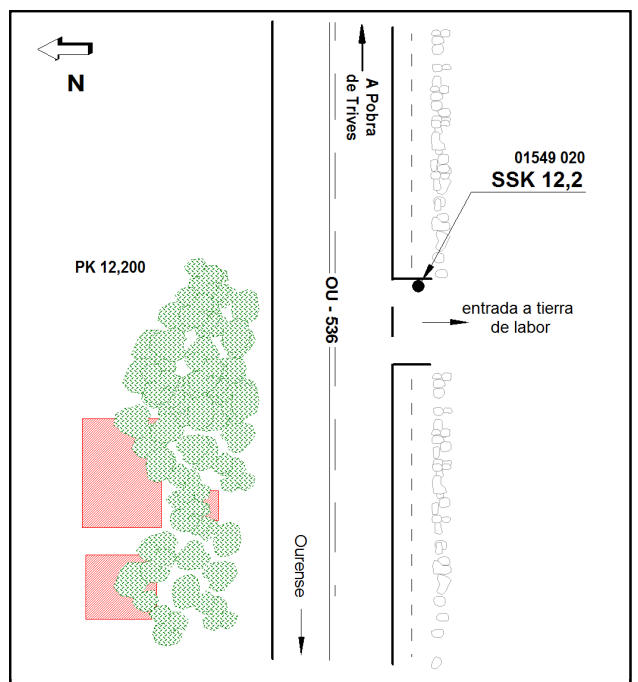 N
A Pobra
de Trives
01549 020
SSK 12,2
PK 12,200
OU - 536
entrada a tierra
de labor
Ourense